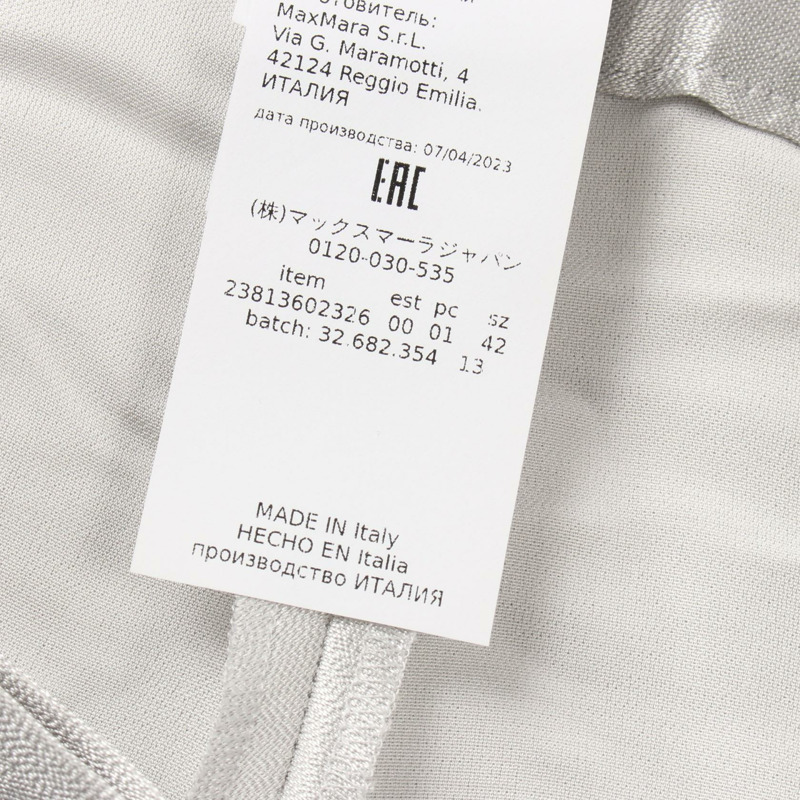 готовитель:
MaxMara S.r.L.
Via G. Maramotti, 4
42124 Reggio Emilia.
ИТАЛИЯ
дата производства: 07/04/2023
EAC
(株)マックスマーラジャパン
0120-030-535
item est pc sz
23813602326 00 01 42
batch: 32.682.354 13
MADE IN Italy
HECHO EN Italia
производство ИТАЛИЯ